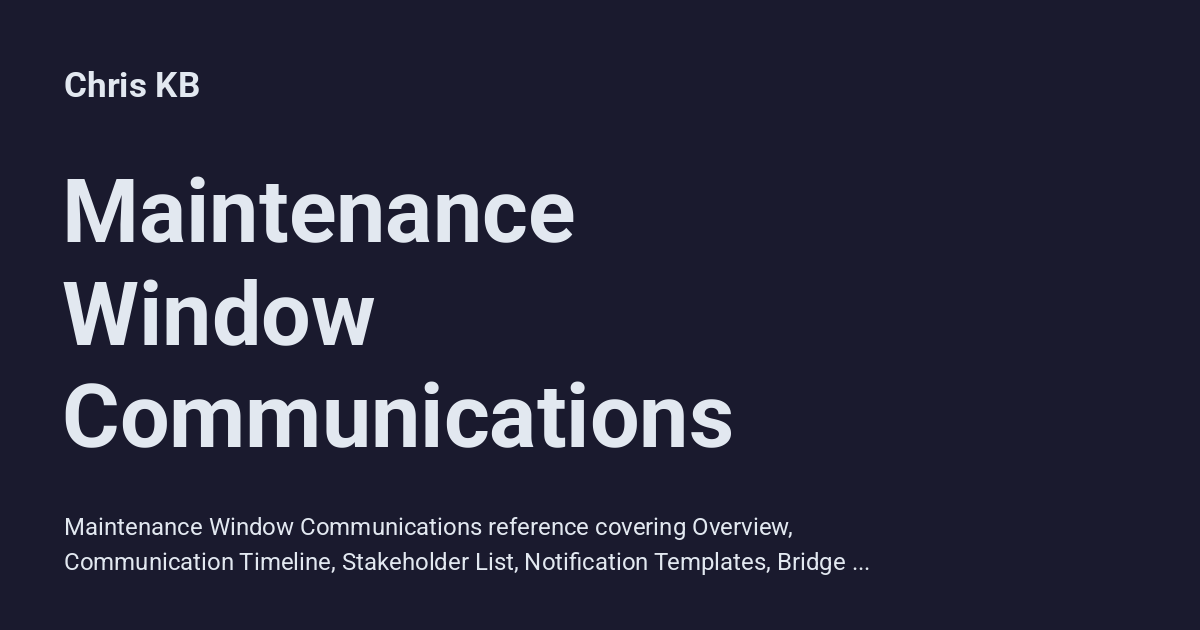 Chris KB
Maintenance
Window
Communications
Maintenance Window Communications reference covering Overview,
Communication Timeline, Stakeholder List, Notification Templates, Bridge ...